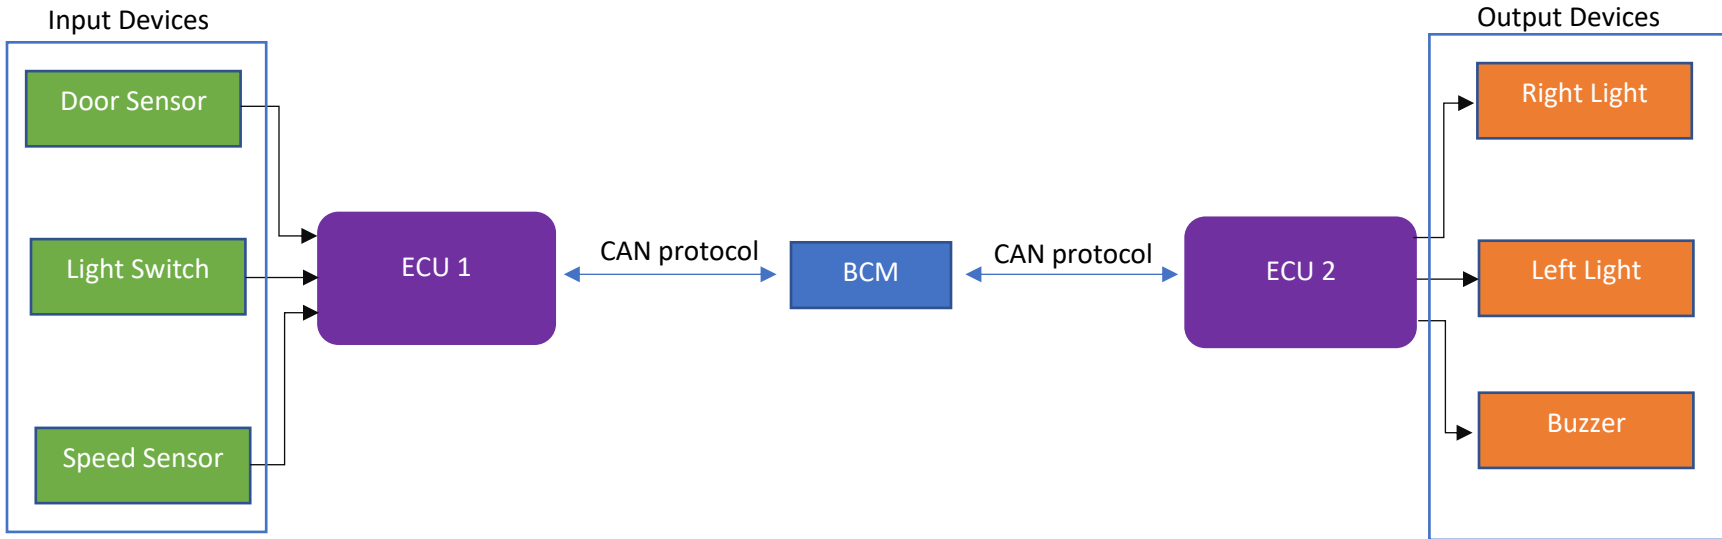 Input Devices
Output Devices
Door Sensor
Right Light
Light Switch
ECU 1
CAN protocol
BCM
CAN protocol
ECU 2
Left Light
Speed Sensor
Buzzer